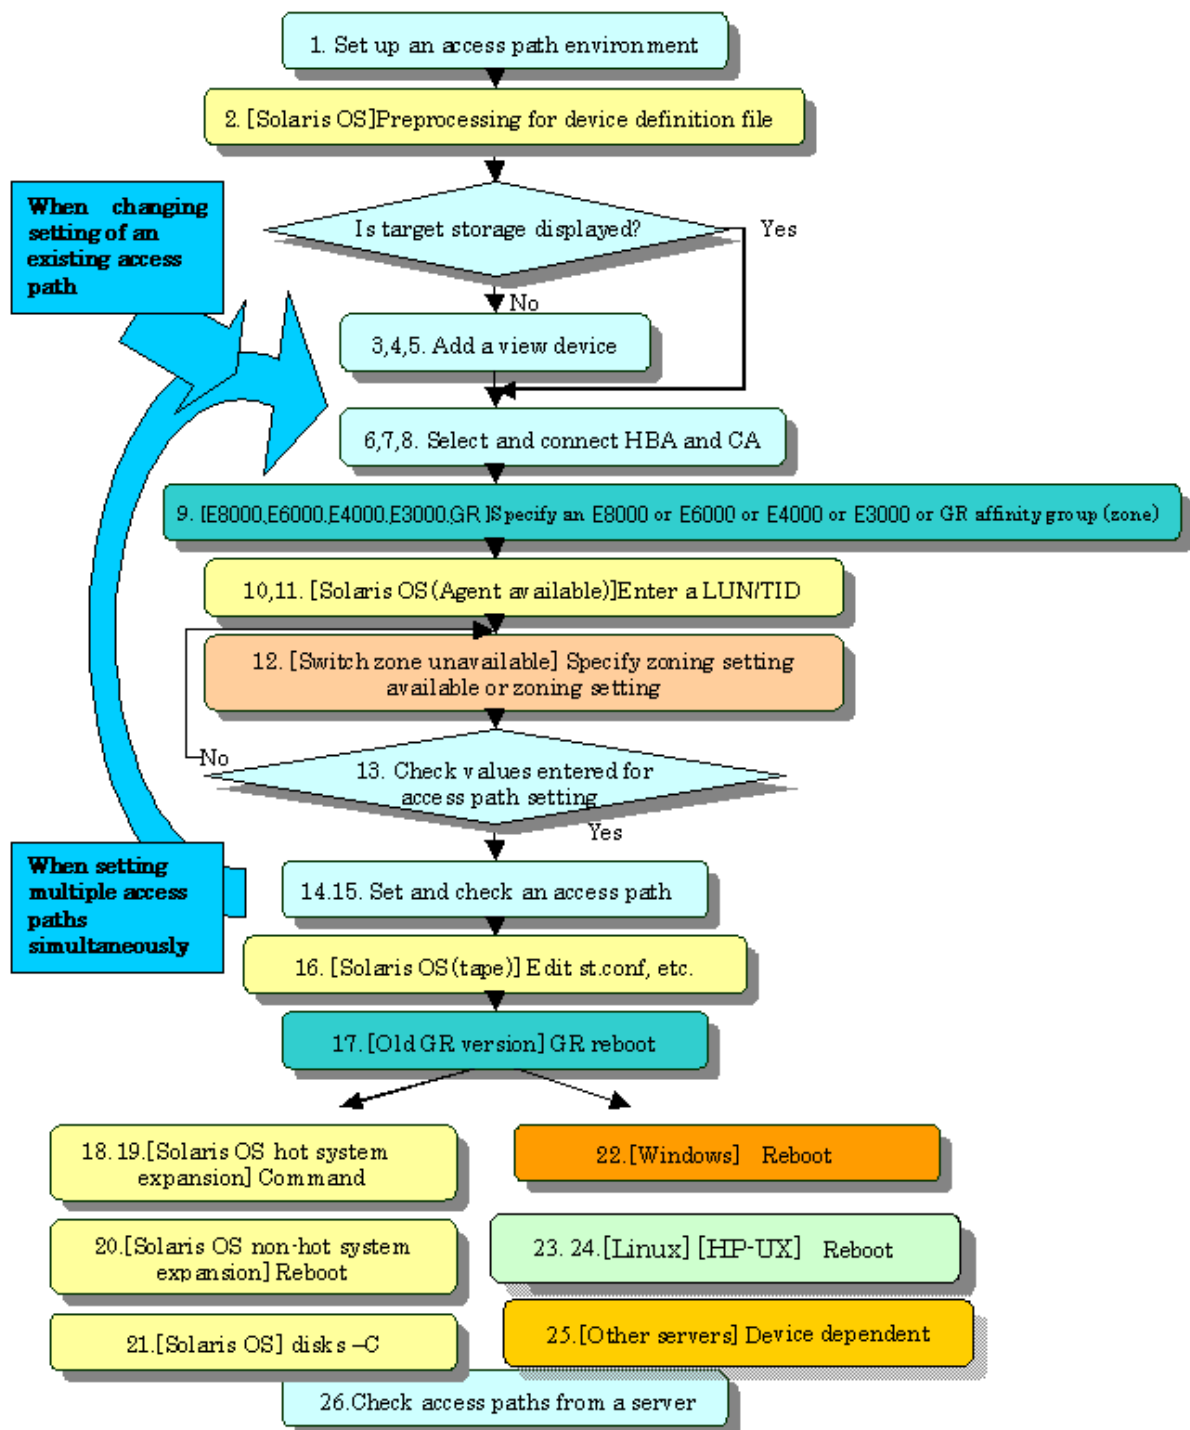 1. Set up an access path environment
2. [Solaris OS]Preprocessing for device definition file
When changing
setting of an
existing access
path
Is target storage displayed?
Yes
No
3,4,5. Add a view device
6,7,8. Select and connect HBA and CA
9. [E8000,E6000,E4000,E3000,GR ]Specify an E8000 or E6000 or E4000 or E3000 or GR affinity group (zone)
10,11. [Solaris OS(Agent available)]Enter a LUN/TID
12. [Switch zone unavailable] Specify zoning setting
available or zoning setting
No
13. Check values entered for
access path setting
Yes
When setting
multiple access
paths
simultaneously
14.15. Set and check an access path
16. [Solaris OS(tape)] Edit st.conf, etc.
17. [Old GR version] GR reboot
18. 19.[Solaris OS hot system
expansion] Command
22.[Windows] Reboot
20.[Solaris OS non-hot system
expansion] Reboot
23. 24.[Linux] [HP-UX] Reboot
21.[Solaris OS] disks –C
25.[Other servers] Device dependent
26.Check access paths from a server